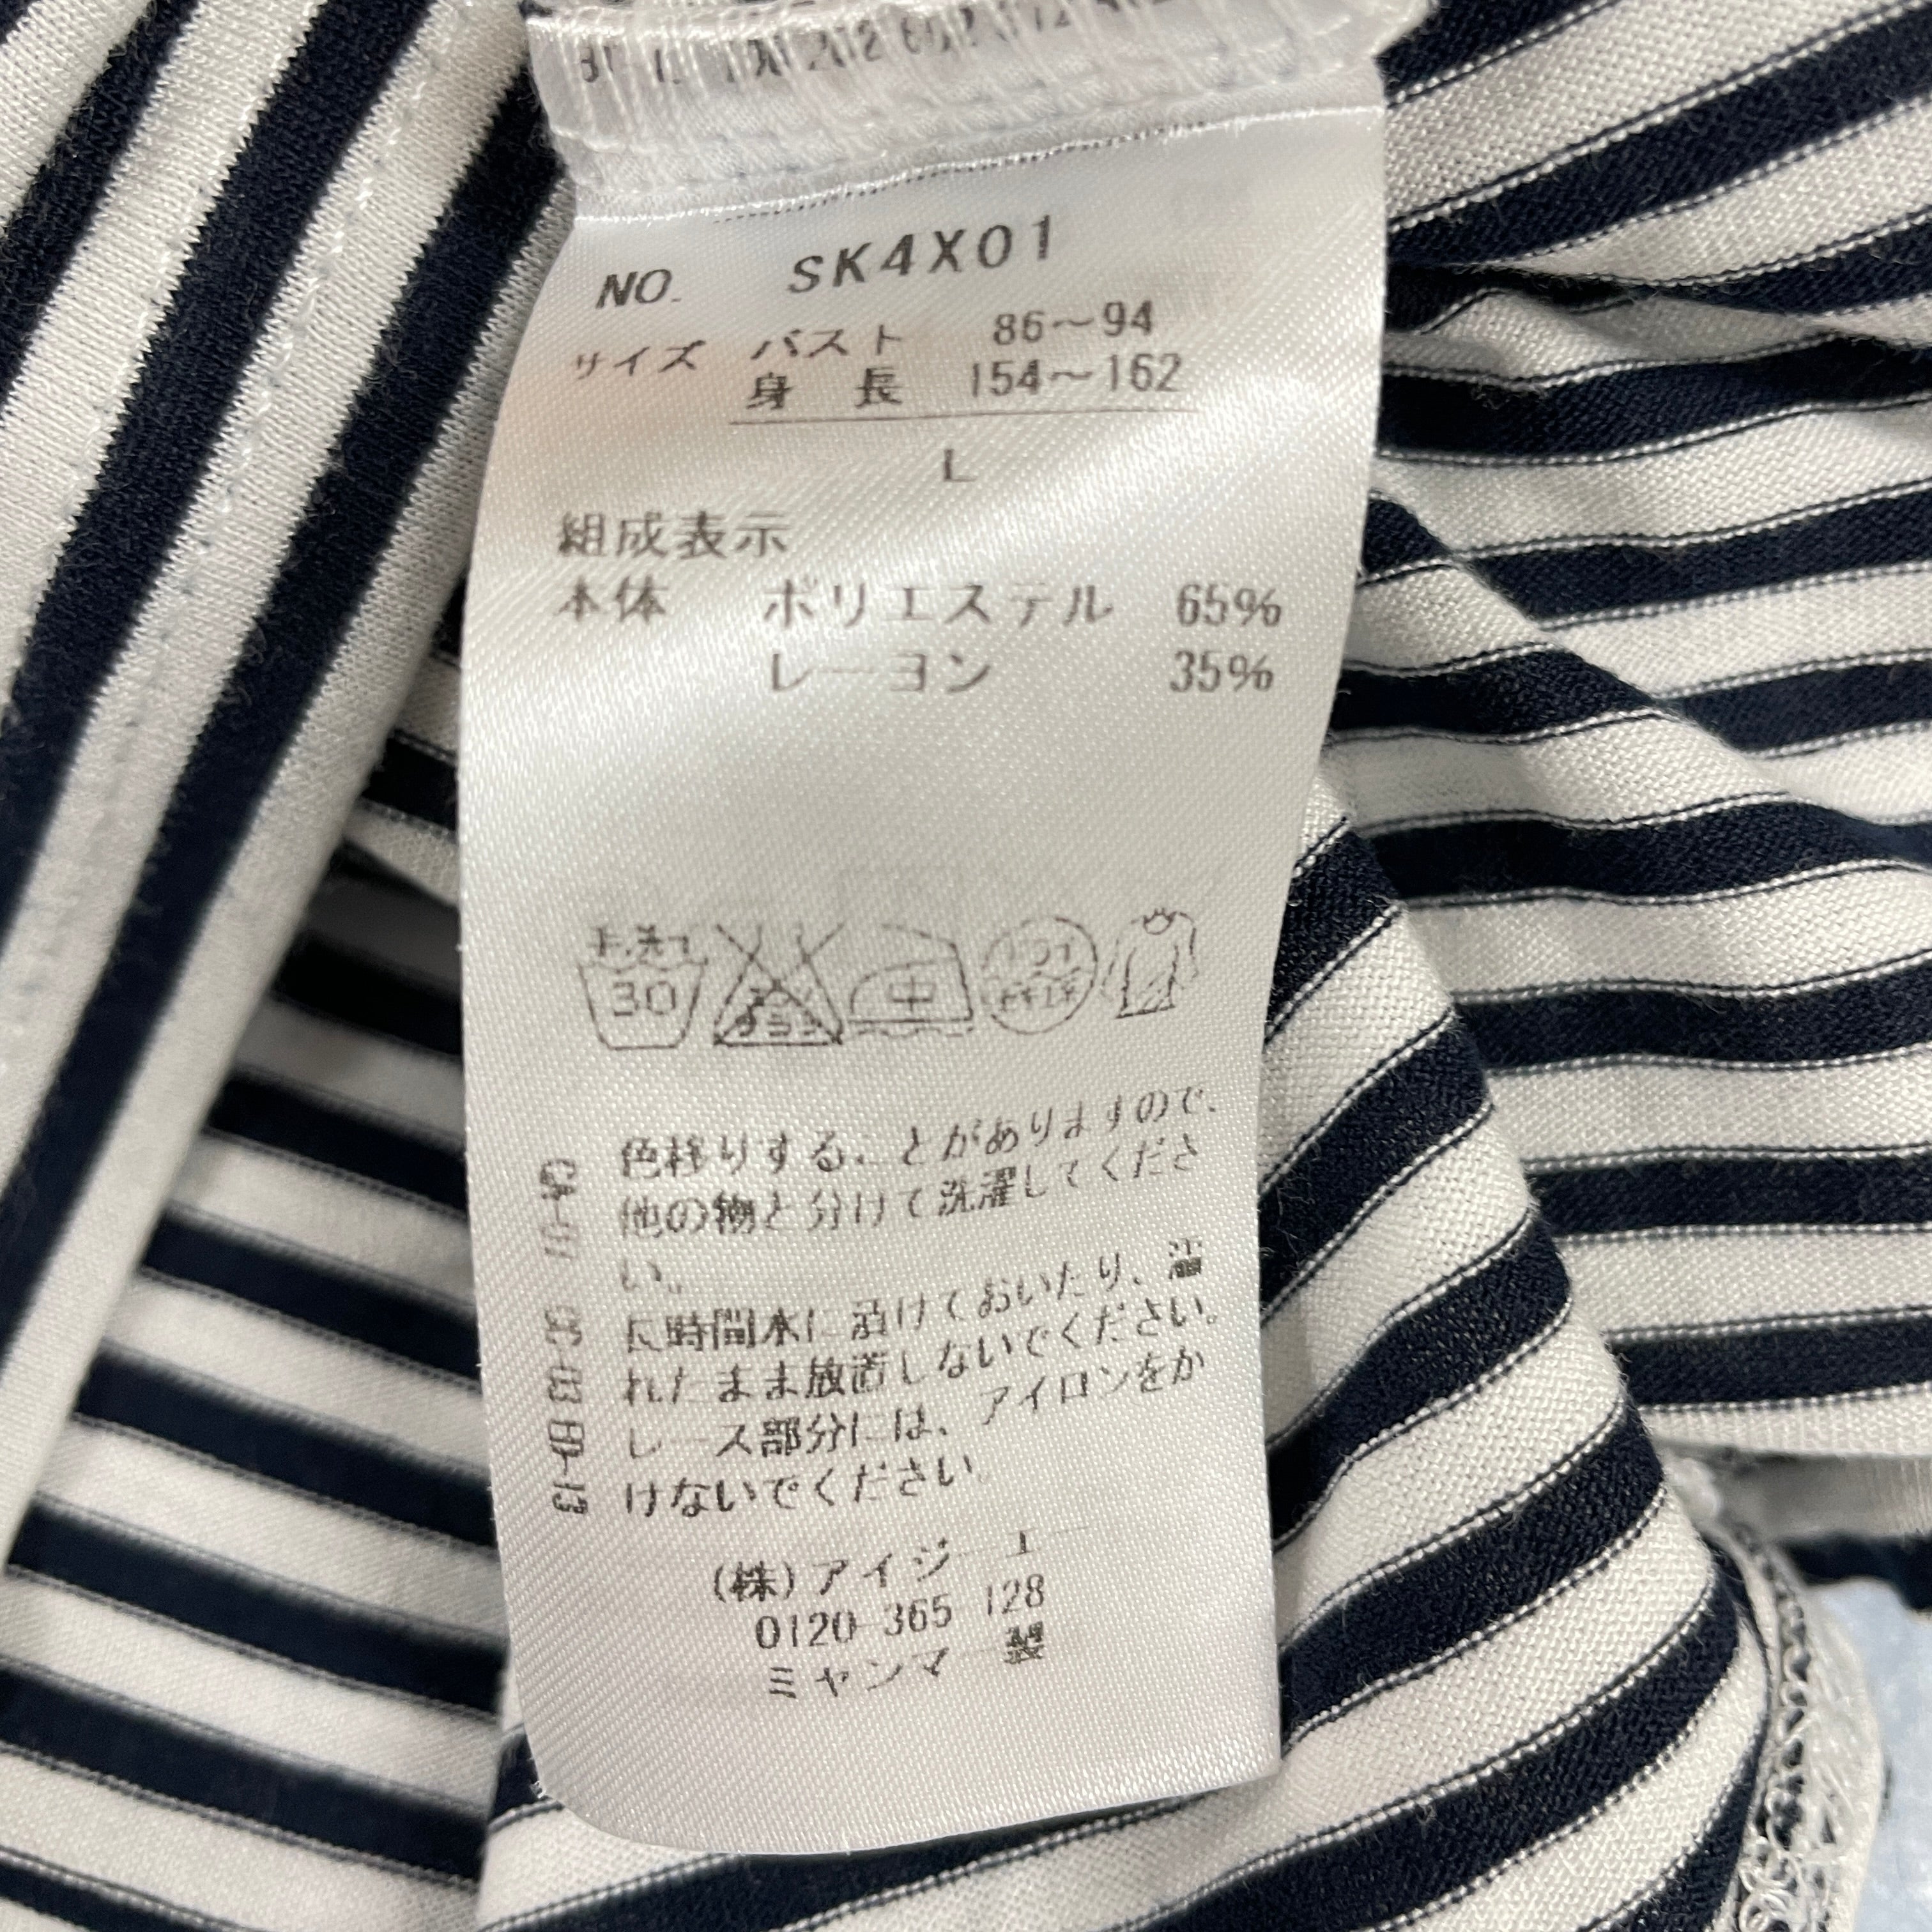 NO. SK4X01
サイズ バスト 86～94
身長 154～162
L
組成表示
本体 ポリエステル 65%
レーヨン 35%
30 中
色移りすることがありますので、
他の物と分けて洗濯してくださ
い。
長時間水に漬けておいたり、濡
れたまま放置しないでください。
レース部分には、アイロンをか
けないでください
(株)アイジーエー
0120-365-128
ミヤンマー製